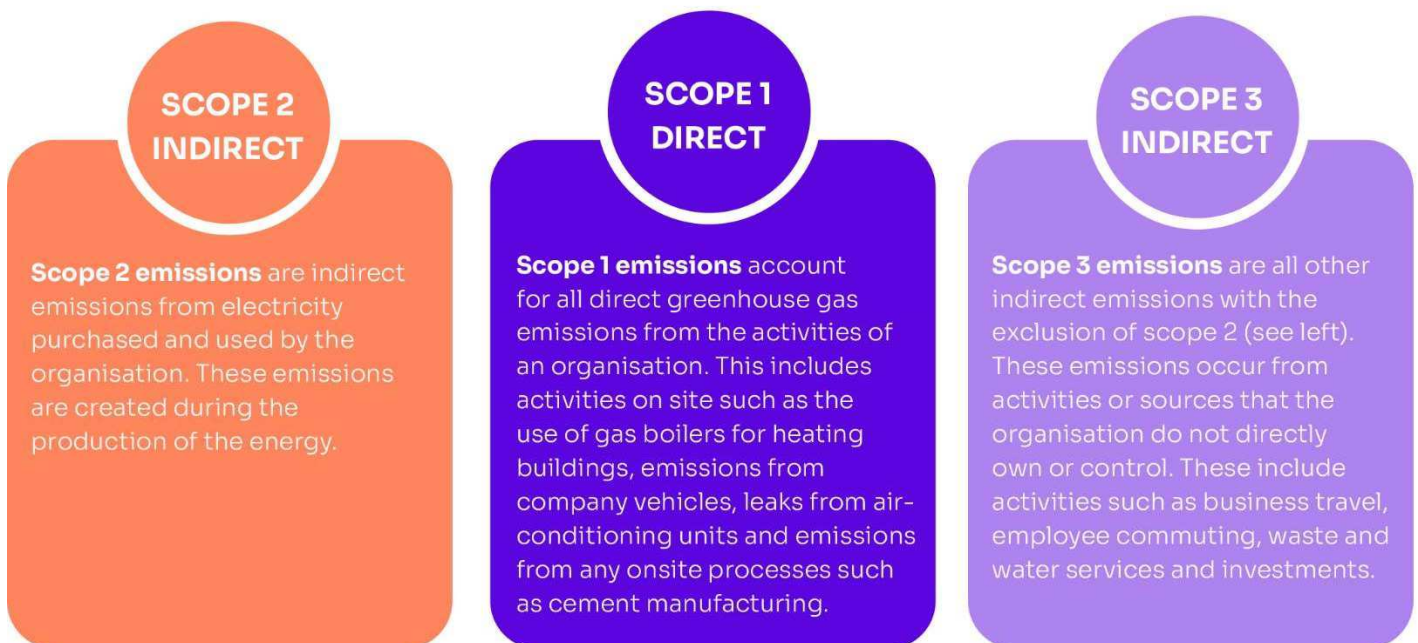 SCOPE 2
INDIRECT
Scope 2 emissions are indirect
emissions from electricity
purchased and used by the
organisation. These emissions
are created during the
production of the energy.
SCOPE 1
DIRECT
Scope 1 emissions account
for all direct greenhouse gas
emissions from the activities of
an organisation. This includes
activities on site such as the
use of gas boilers for heating
buildings, emissions from
company vehicles, leaks from air-
conditioning units and emissions
from any onsite processes such
as cement manufacturing.
SCOPE 3
INDIRECT
Scope 3 emissions are all other
indirect emissions with the
exclusion of scope 2 (see left).
These emissions occur from
activities or sources that the
organisation do not directly
own or control. These include
activities such as business travel,
employee commuting, waste and
water services and investments.